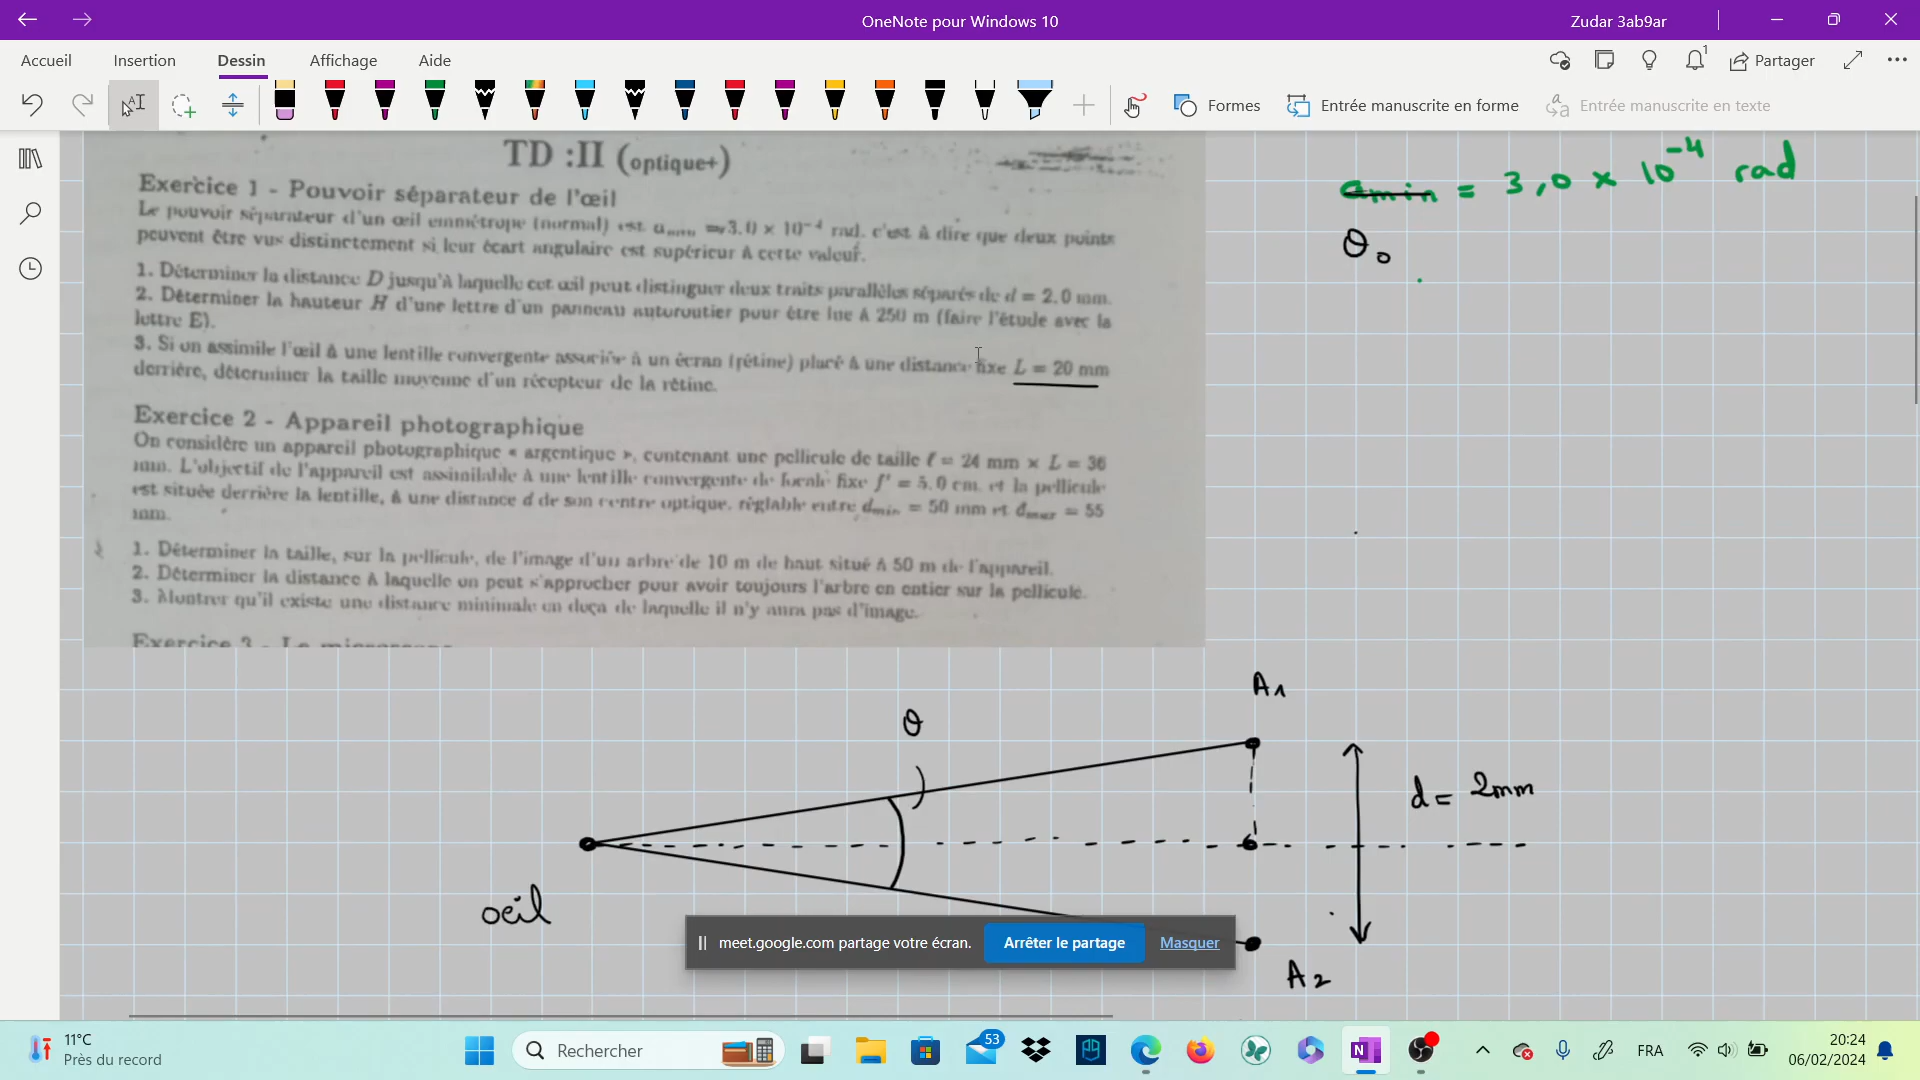 OneNote pour Windows 10
Zudar 3ab9ar
Accueil Insertion Dessin Affichage Aide
1
Partager
Formes Entrée manuscrite en forme Entrée manuscrite en texte
TD :II (optique+)
Exercice 1 - Pouvoir séparateur de l'œil
Le pouvoir séparateur d'un œil emmétrope (normal) est αmin = 3,0 × 10⁻⁴ rad, c'est à dire que deux points
peuvent être vus distinctement si leur écart angulaire est supérieur à cette valeur.
1. Déterminer la distance D jusqu'à laquelle cet œil peut distinguer deux traits parallèles séparés de d = 2,0 mm.
2. Déterminer la hauteur H d'une lettre d'un panneau autoroutier pour être lue à 250 m (faire l'étude avec la
lettre E).
3. Si on assimile l'œil à une lentille convergente associée à un écran (rétine) placé à une distance fixe L = 20 mm
derrière, déterminer la taille moyenne d'un récepteur de la rétine.
Exercice 2 - Appareil photographique
On considère un appareil photographique « argentique », contenant une pellicule de taille ℓ = 24 mm × L = 36
mm. L'objectif de l'appareil est assimilable à une lentille convergente de focale fixe f' = 5,0 cm, et la pellicule
est située derrière la lentille, à une distance d de son centre optique, réglable entre dmin = 50 mm et dmax = 55
mm.
1. Déterminer la taille, sur la pellicule, de l'image d'un arbre de 10 m de haut situé à 50 m de l'appareil.
2. Déterminer la distance à laquelle on peut s'approcher pour avoir toujours l'arbre en entier sur la pellicule.
3. Montrer qu'il existe une distance minimale en deça de laquelle il n'y aura pas d'image.
Exercice 3 - Le microscope
amin = 3,0 × 10⁻⁴ rad
θ₀
A₁
θ
d = 2mm
oeil
A₂
meet.google.com partage votre écran. Arrêter le partage Masquer
11°C
Près du record
Rechercher
53
FRA
20:24
06/02/2024